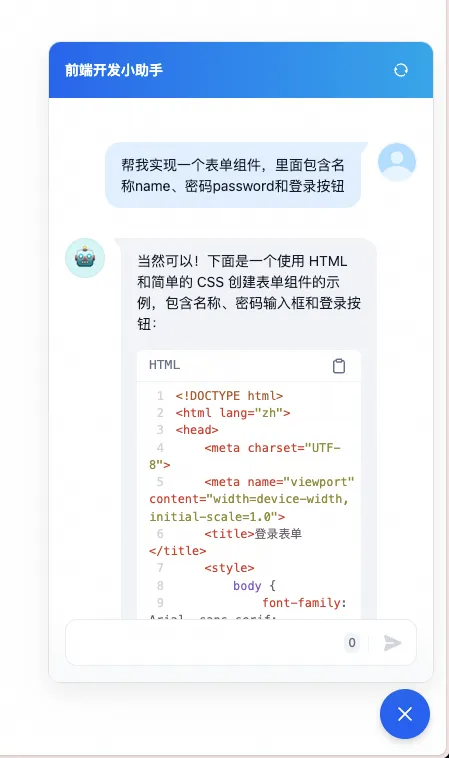 前端开发小助手
帮我实现一个表单组件，里面包含名
称name、密码password和登录按钮
当然可以！下面是一个使用 HTML
和简单的 CSS 创建表单组件的示
例，包含名称、密码输入框和登录按
钮：
HTML
1 <!DOCTYPE html>
2 <html lang="zh">
3 <head>
4     <meta charset="UTF-
8">
5     <meta name="viewport"
content="width=device-width,
initial-scale=1.0">
6     <title>登录表单
</title>
7     <style>
8         body {
9             font-family:
Arial, sans-serif;
0